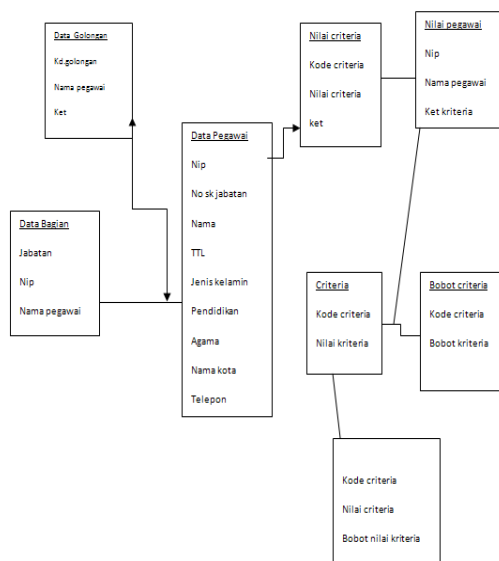 Data Golongan
Kd.golongan
Nama pegawai
Ket
Nilai criteria
Kode criteria
Nilai criteria
ket
Nilai pegawai
Nip
Nama pegawai
Ket kriteria
Data Pegawai
Nip
No sk jabatan
Nama
TTL
Jenis kelamin
Pendidikan
Agama
Nama kota
Telepon
Data Bagian
Jabatan
Nip
Nama pegawai
Criteria
Kode criteria
Nilai kriteria
Bobot criteria
Kode criteria
Bobot kriteria
Kode criteria
Nilai criteria
Bobot nilai kriteria